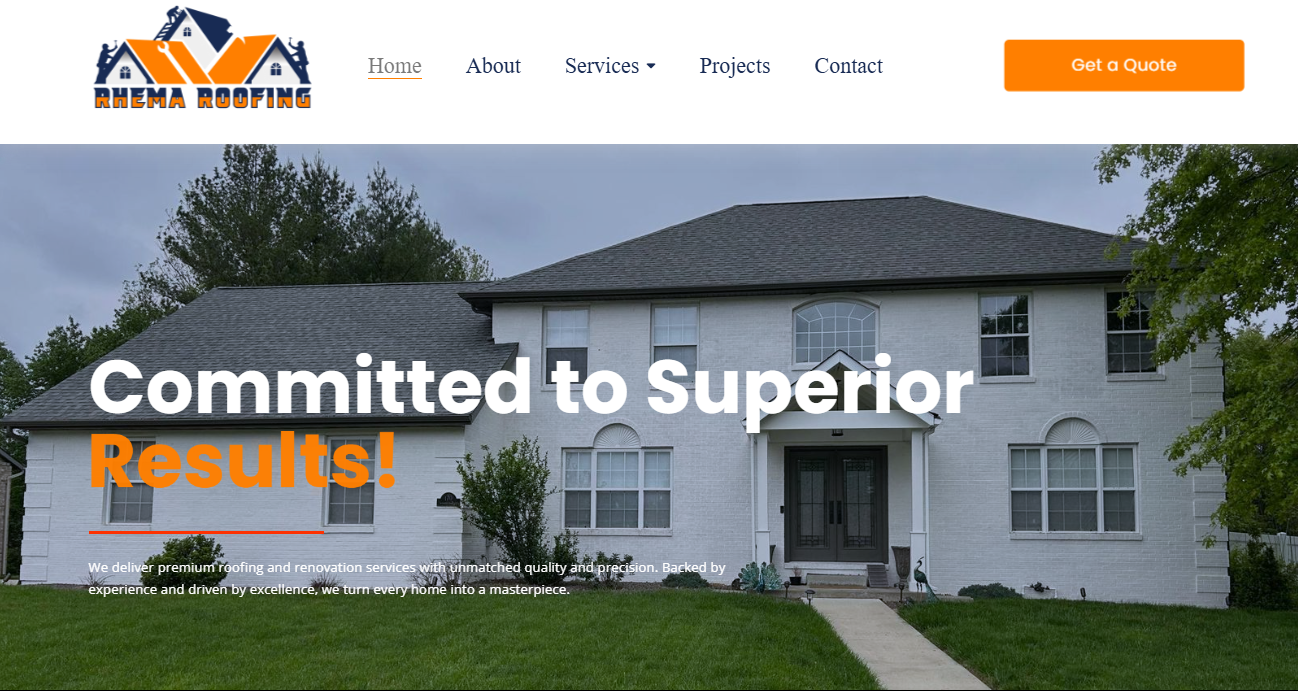 RHEMA ROOFING
Home
About
Services
Projects
Contact
Get a Quote
Committed to Superior
Results!
We deliver premium roofing and renovation services with unmatched quality and precision. Backed by
experience and driven by excellence, we turn every home into a masterpiece.